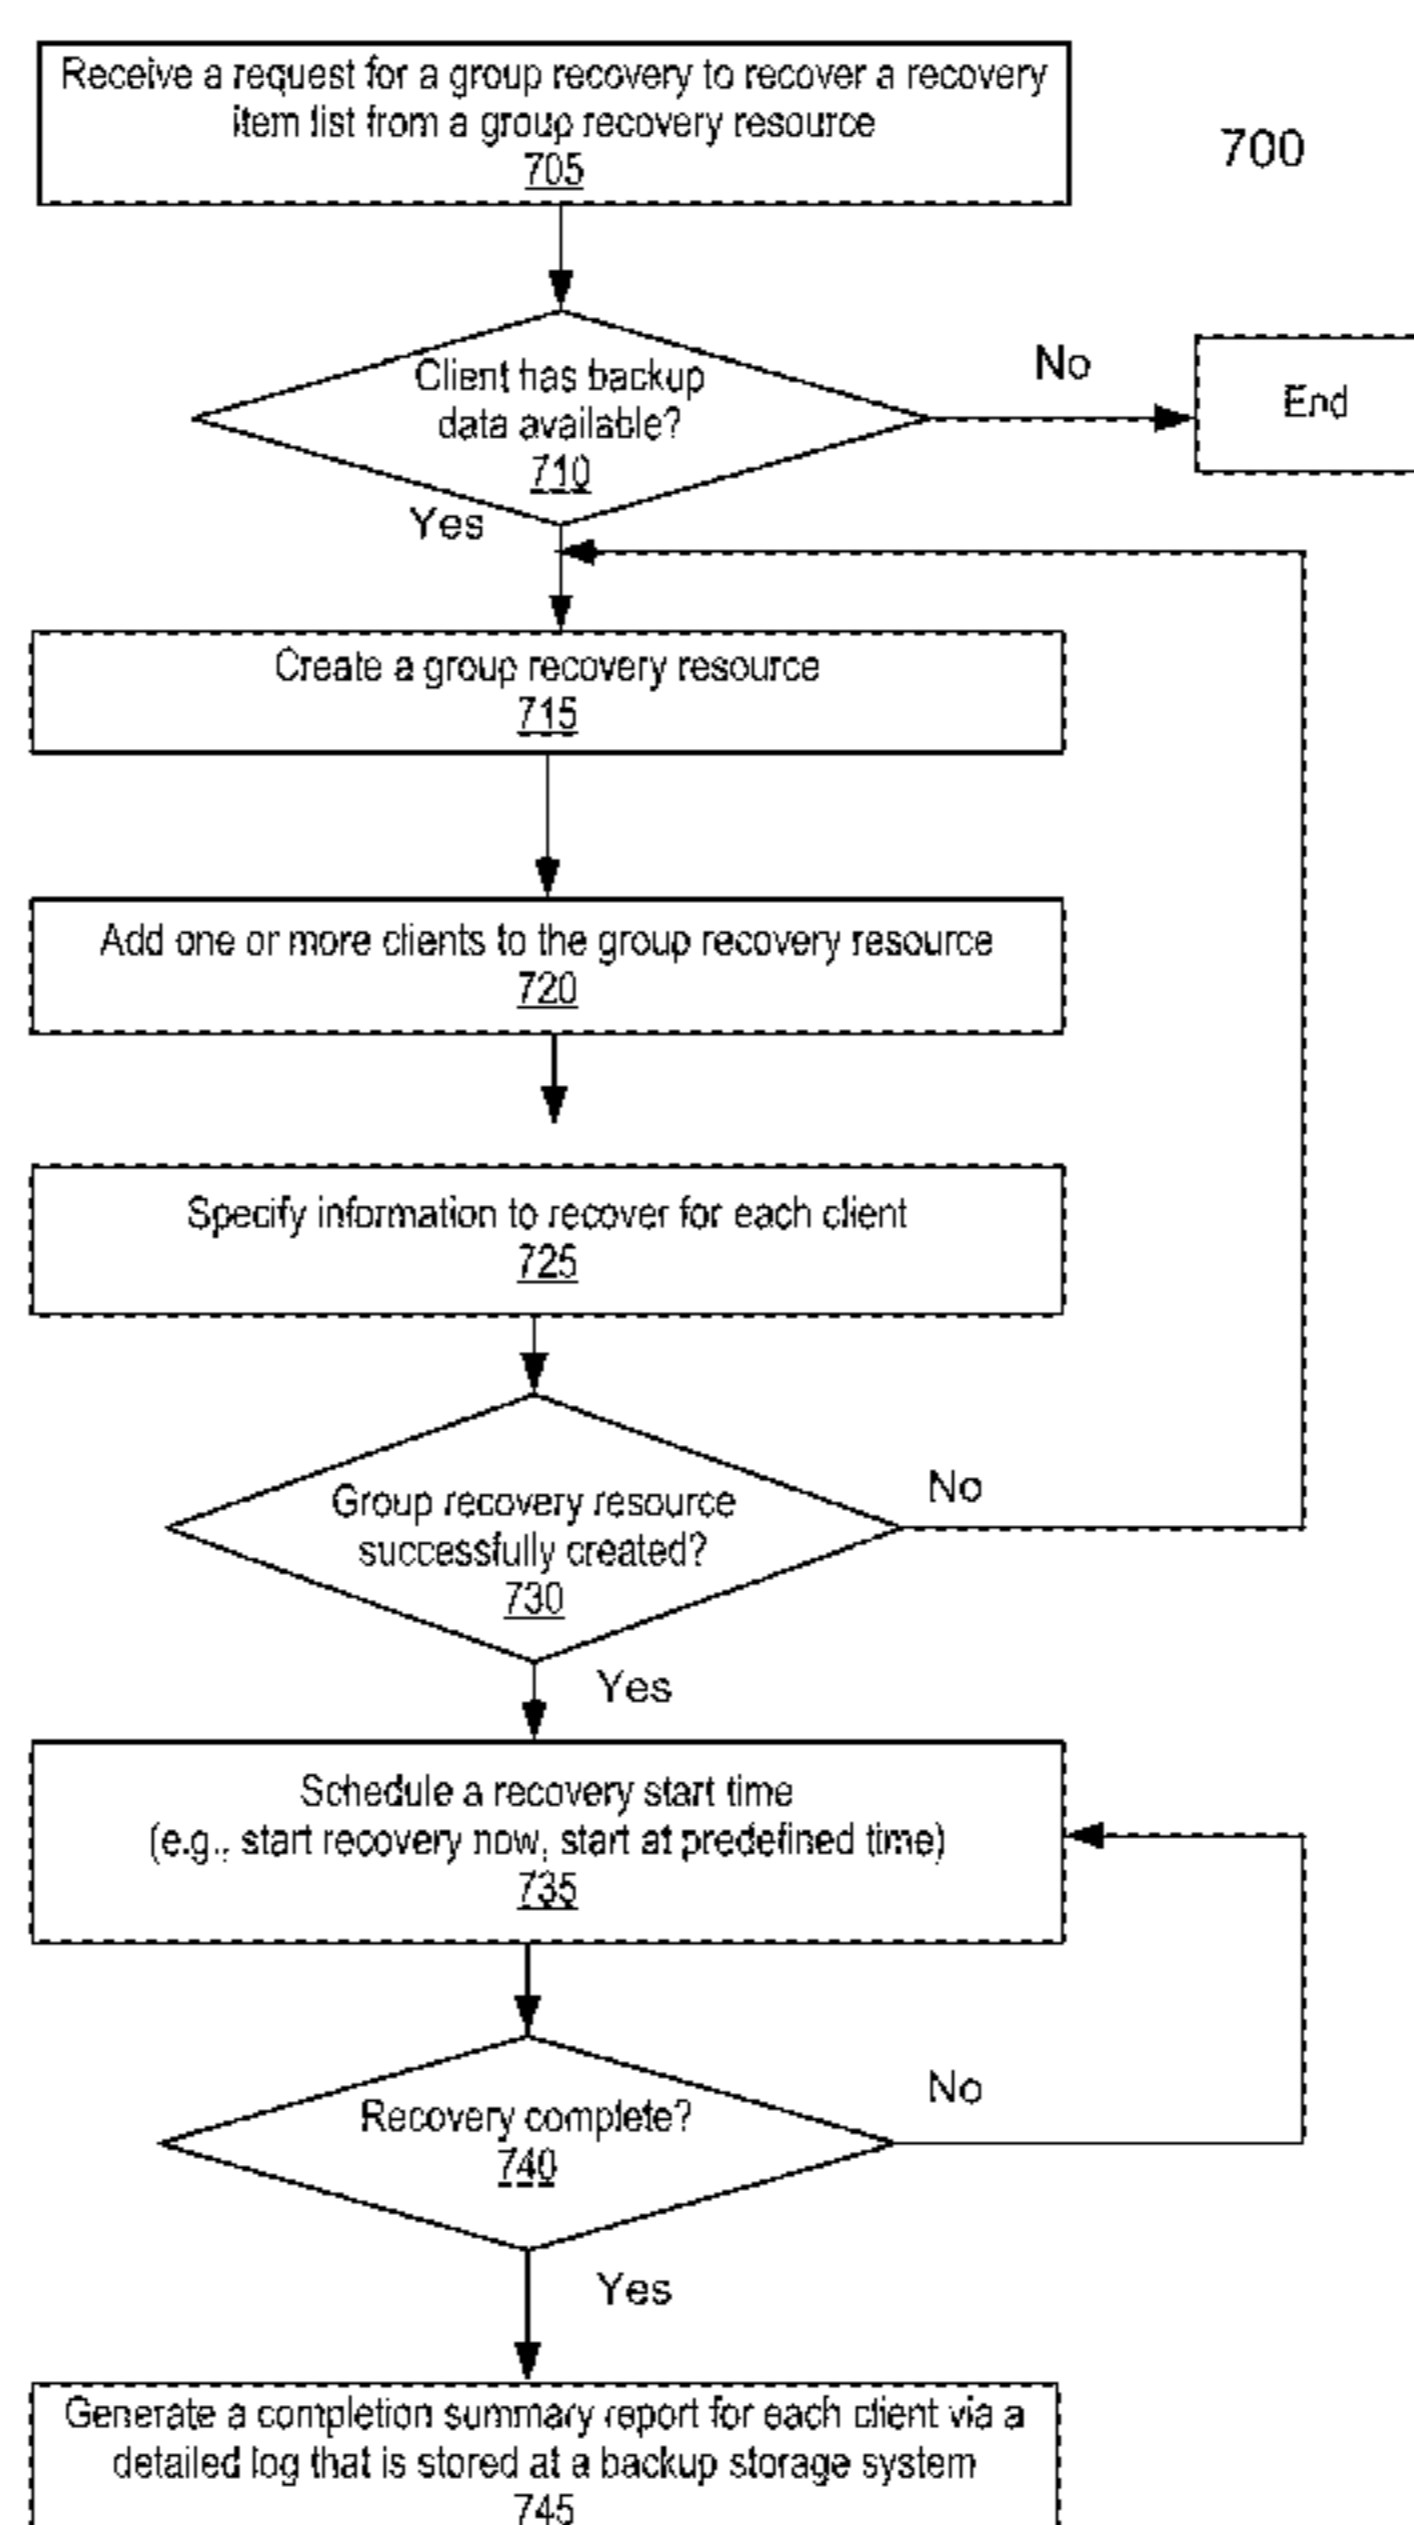 Receive a request for a group recovery to recover a recovery
item list from a group recovery resource
705
700
Client has backup
data available?
710
No
End
Yes
Create a group recovery resource
715
Add one or more clients to the group recovery resource
720
Specify information to recover for each client
725
Group recovery resource
successfully created?
730
No
Yes
Schedule a recovery start time
(e.g., start recovery now, start at predefined time)
735
Recovery complete?
740
No
Yes
Generate a completion summary report for each client via a
detailed log that is stored at a backup storage system
745